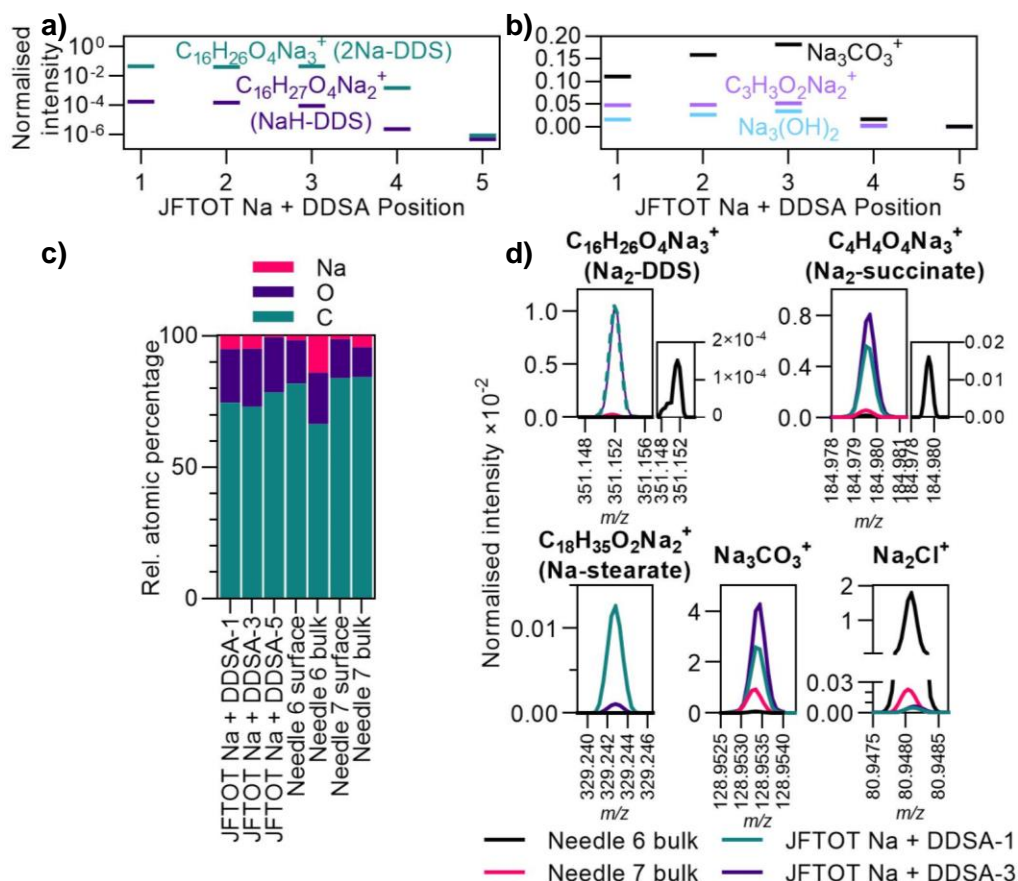 a)
Normalised
intensity
10⁰
10⁻²
10⁻⁴
10⁻⁶
C₁₆H₂₆O₄Na₃⁺ (2Na-DDS)
C₁₆H₂₇O₄Na₂⁺
(NaH-DDS)
1 2 3 4 5
JFTOT Na + DDSA Position
b)
0.20
0.15
0.10
0.05
0.00
Na₃CO₃⁺
C₃H₃O₂Na₂⁺
Na₃(OH)₂
1 2 3 4 5
JFTOT Na + DDSA Position
c)
Na
O
C
Rel. atomic percentage
100
50
0
JFTOT Na + DDSA-1
JFTOT Na + DDSA-3
JFTOT Na + DDSA-5
Needle 6 surface
Needle 6 bulk
Needle 7 surface
Needle 7 bulk
d)
Normalised intensity ×10⁻²
C₁₆H₂₆O₄Na₃⁺
(Na₂-DDS)
1.0
0.5
0.0
2×10⁻⁴
1×10⁻⁴
0
351.148
351.152
351.156
351.148
351.152
m/z
C₄H₄O₄Na₃⁺
(Na₂-succinate)
0.8
0.4
0.0
0.02
0.01
0.00
184.978
184.979
184.980
184.981
184.978
184.980
m/z
C₁₈H₃₅O₂Na₂⁺
(Na-stearate)
0.01
0.00
329.240
329.242
329.244
329.246
m/z
Na₃CO₃⁺
4
2
0
128.9525
128.9530
128.9535
128.9540
m/z
Na₂Cl⁺
2
1
0.03
0.00
80.9475
80.9480
80.9485
m/z
Needle 6 bulk
JFTOT Na + DDSA-1
Needle 7 bulk
JFTOT Na + DDSA-3